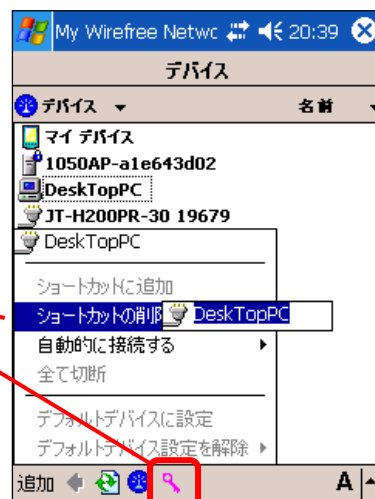 My Wirefree Netwc 20:39
デバイス
デバイス 名前
マイ デバイス
1050AP-a1e643d02
DeskTopPC
JT-H200PR-30 19679
DeskTopPC
ショートカットに追加
ショートカットの削除 DeskTopPC
自動的に接続する
全て切断
デフォルトデバイスに設定
デフォルトデバイス設定を解除
追加 A